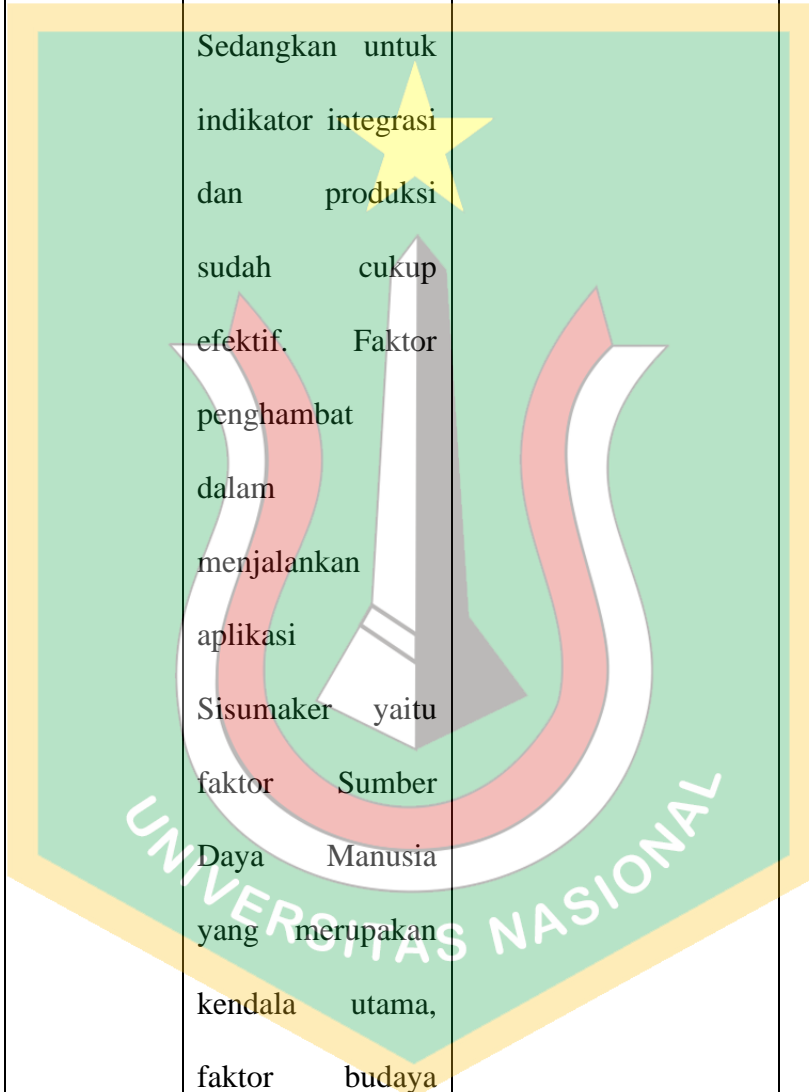 Sedangkan untuk
indikator integrasi
dan produksi
sudah cukup
efektif. Faktor
penghambat
dalam
menjalankan
aplikasi
Sisumaker yaitu
faktor Sumber
Daya Manusia
yang merupakan
kendala utama,
faktor budaya
UNIVERSITAS NASIONAL